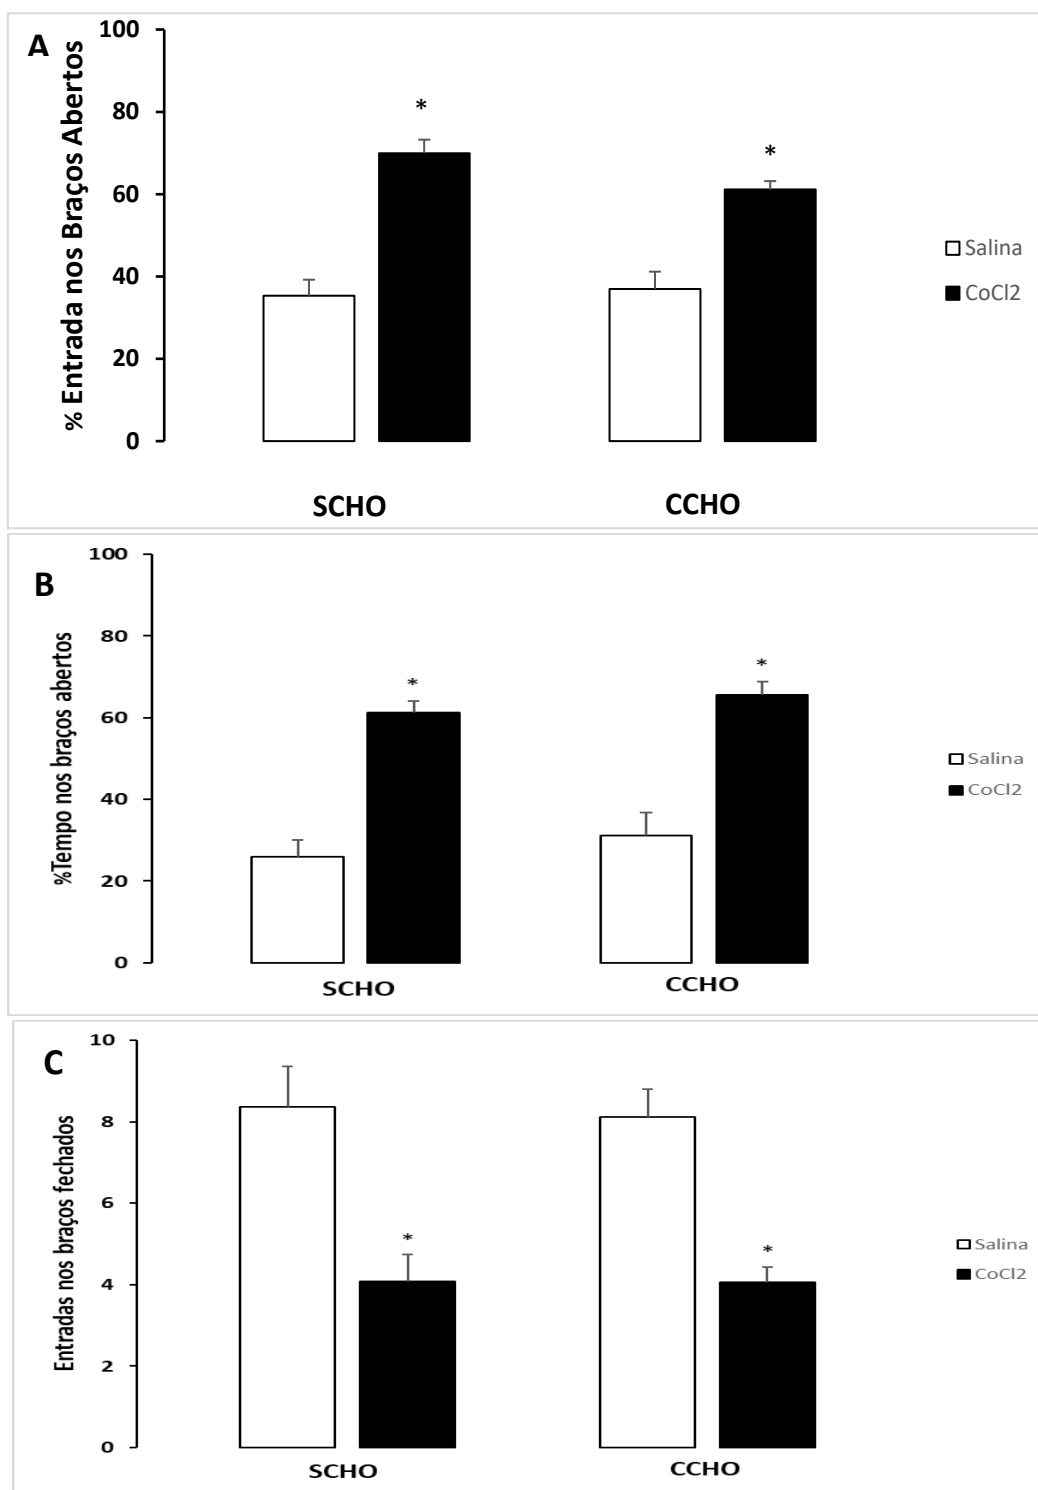 A
% Entrada nos Braços Abertos
100
80
60
40
20
0
*
*
SCHO
CCHO
Salina
CoCl2
B
%Tempo nos braços abertos
100
80
60
40
20
0
*
*
SCHO
CCHO
Salina
CoCl2
C
Entradas nos braços fechados
10
8
6
4
2
0
*
*
SCHO
CCHO
Salina
CoCl2